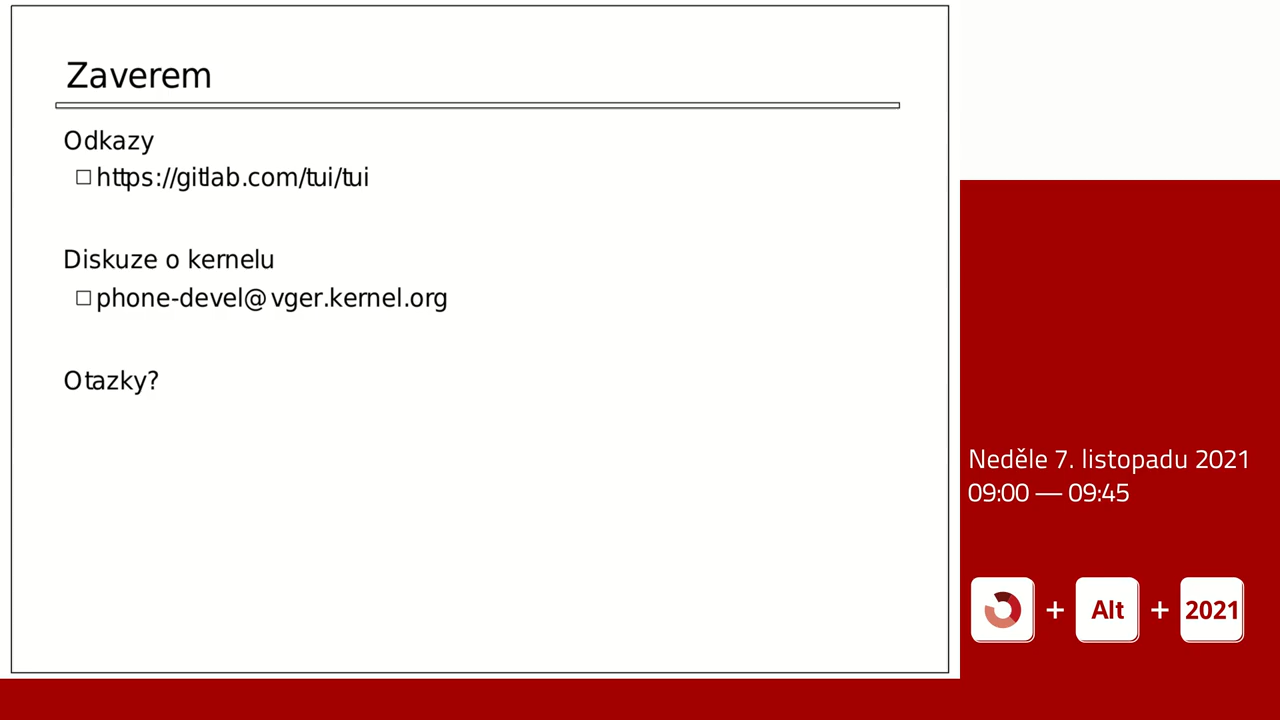 Zaverem
Odkazy
https://gitlab.com/tui/tui
Diskuze o kernelu
phone-devel@vger.kernel.org
Otazky?
Neděle 7. listopadu 2021
09:00 — 09:45
+ Alt + 2021